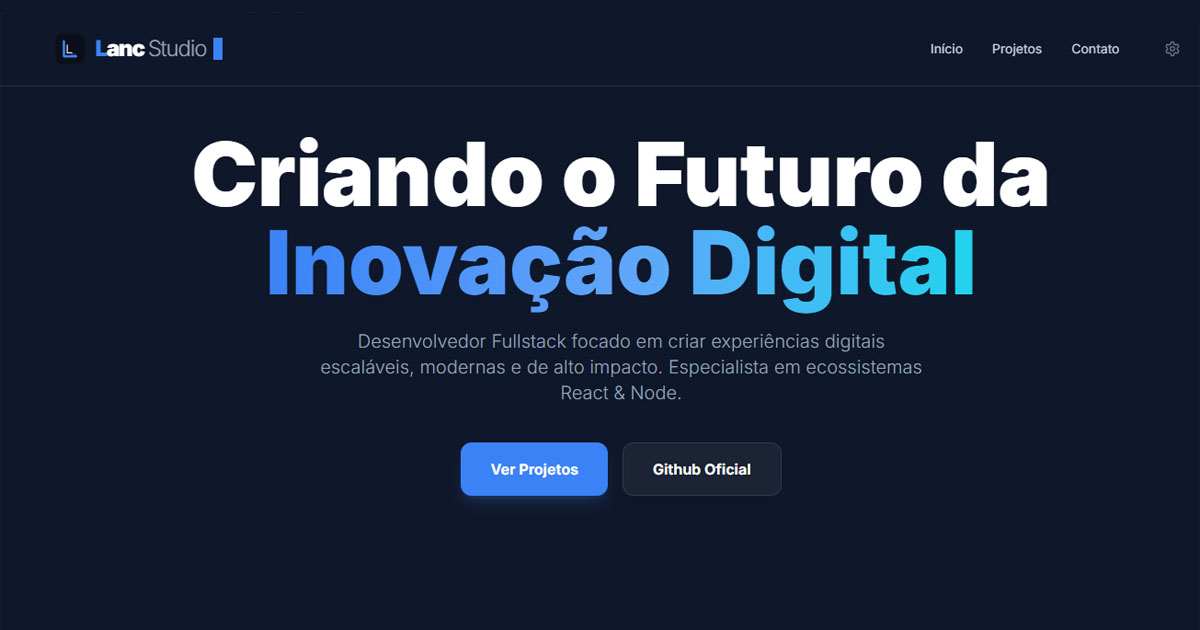 L Lanc Studio
Início Projetos Contato
Criando o Futuro da
Inovação Digital
Desenvolvedor Fullstack focado em criar experiências digitais
escaláveis, modernas e de alto impacto. Especialista em ecossistemas
React & Node.
Ver Projetos Github Oficial